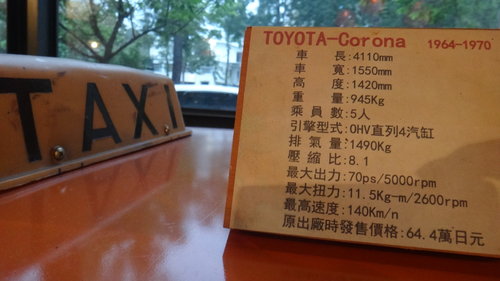 TAXI
TOYOTA-Corona 1964-1970
車 長:4110mm
車 寬:1550mm
高 度:1420mm
重 量:945Kg
乘 員 數:5人
引擎型式:OHV直列4汽缸
排 氣 量:1490Kg
壓 縮 比:8.1
最大出力:70ps/5000rpm
最大扭力:11.5Kg-m/2600rpm
最高速度:140Km/n
原出廠時發售價格:64.4萬日元